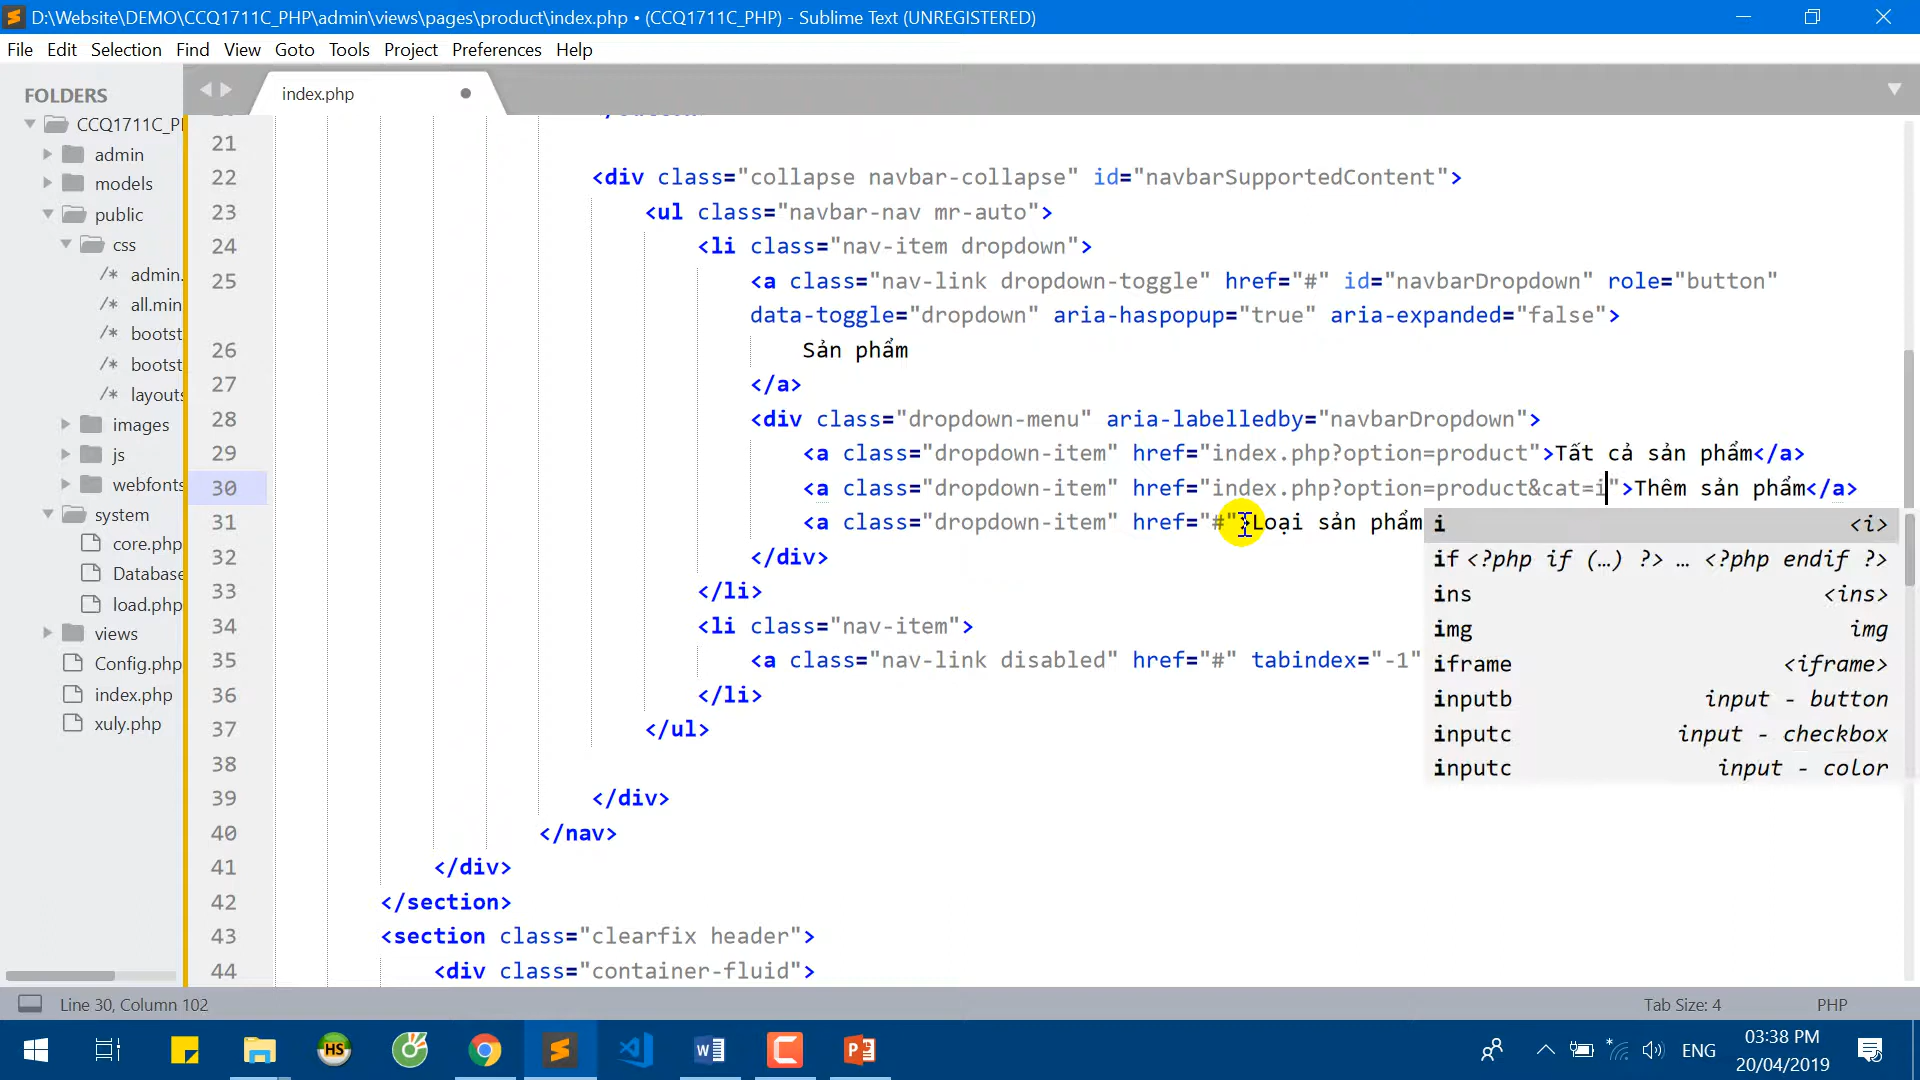 D:\Website\DEMO\CCQ1711C_PHP\admin\views\pages\product\index.php • (CCQ1711C_PHP) - Sublime Text (UNREGISTERED)
File Edit Selection Find View Goto Tools Project Preferences Help
FOLDERS
CCQ1711C_P
admin
models
public
css
/* admin.
/* all.min
/* bootst
/* bootst
/* layouts
images
js
webfonts
system
core.php
Database
load.php
views
Config.php
index.php
xuly.php
index.php
21
22 <div class="collapse navbar-collapse" id="navbarSupportedContent">
23 <ul class="navbar-nav mr-auto">
24 <li class="nav-item dropdown">
25 <a class="nav-link dropdown-toggle" href="#" id="navbarDropdown" role="button"
data-toggle="dropdown" aria-haspopup="true" aria-expanded="false">
26 Sản phẩm
27 </a>
28 <div class="dropdown-menu" aria-labelledby="navbarDropdown">
29 <a class="dropdown-item" href="index.php?option=product">Tất cả sản phẩm</a>
30 <a class="dropdown-item" href="index.php?option=product&cat=i">Thêm sản phẩm</a>
31 <a class="dropdown-item" href="#">Loại sản phẩm
32 </div>
33 </li>
34 <li class="nav-item">
35 <a class="nav-link disabled" href="#" tabindex="-1"
36 </li>
37 </ul>
38
39 </div>
40 </nav>
41 </div>
42 </section>
43 <section class="clearfix header">
44 <div class="container-fluid">
i <i>
if <?php if (…) ?> … <?php endif ?>
ins <ins>
img img
iframe <iframe>
inputb input - button
inputc input - checkbox
inputc input - color
Line 30, Column 102
Tab Size: 4
PHP
HS
ENG
03:38 PM
20/04/2019